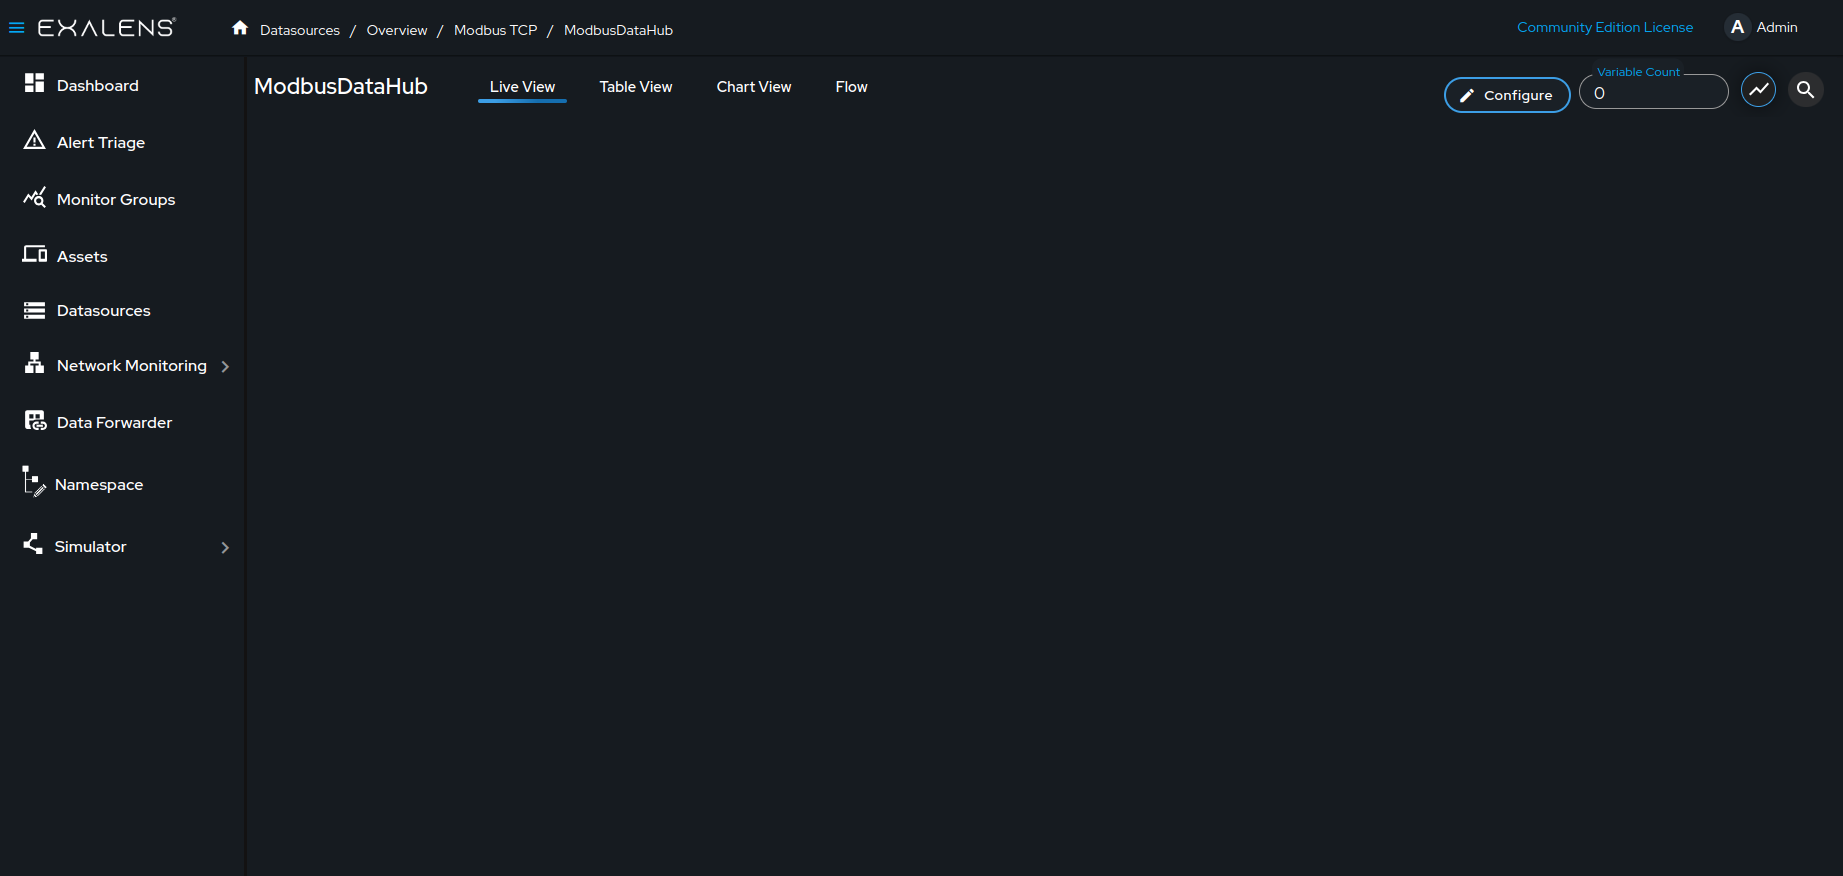 EXALENS®
Datasources / Overview / Modbus TCP / ModbusDataHub
Community Edition License
A Admin
Dashboard
Alert Triage
Monitor Groups
Assets
Datasources
Network Monitoring
Data Forwarder
Namespace
Simulator
ModbusDataHub
Live View Table View Chart View Flow
Configure
Variable Count
0